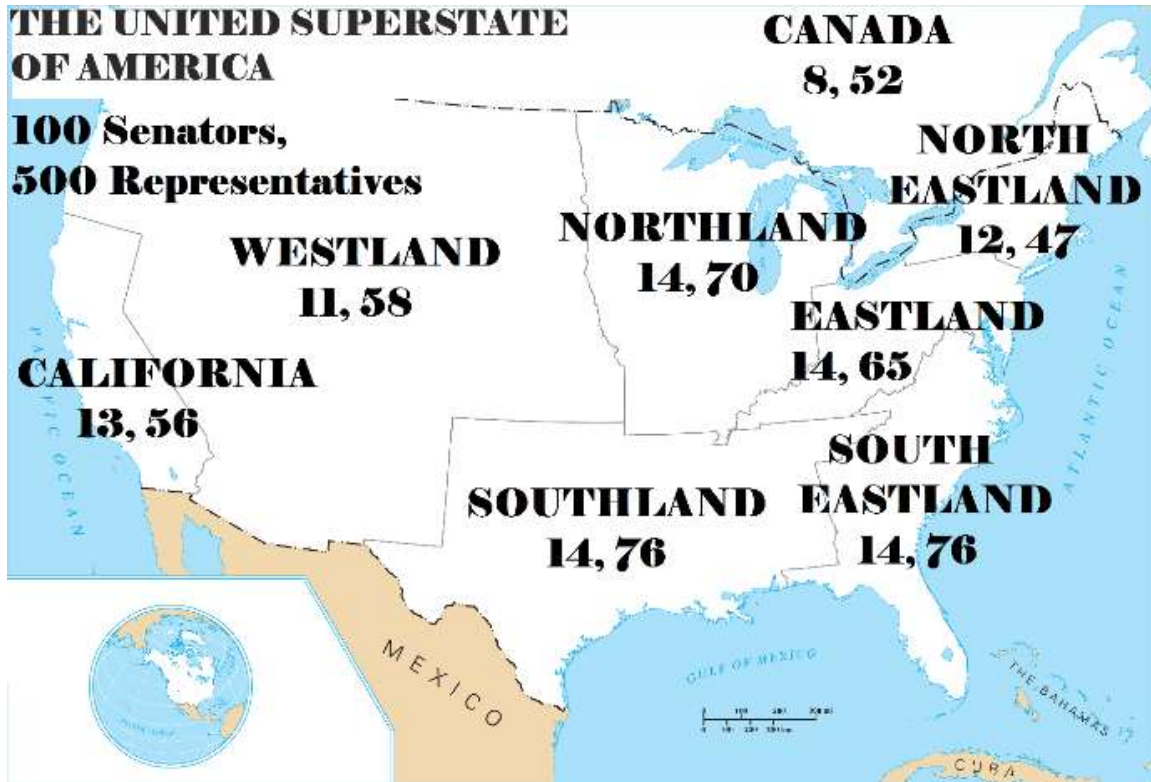 THE UNITED SUPERSTATE
OF AMERICA
100 Senators,
500 Representatives
CANADA
8, 52
NORTH
EASTLAND
12, 47
NORTHLAND
14, 70
WESTLAND
11, 58
EASTLAND
14, 65
CALIFORNIA
13, 56
SOUTH
EASTLAND
14, 76
SOUTHLAND
14, 76
PACIFIC OCEAN
ATLANTIC OCEAN
MEXICO
GULF OF MEXICO
THE BAHAMAS
CUBA